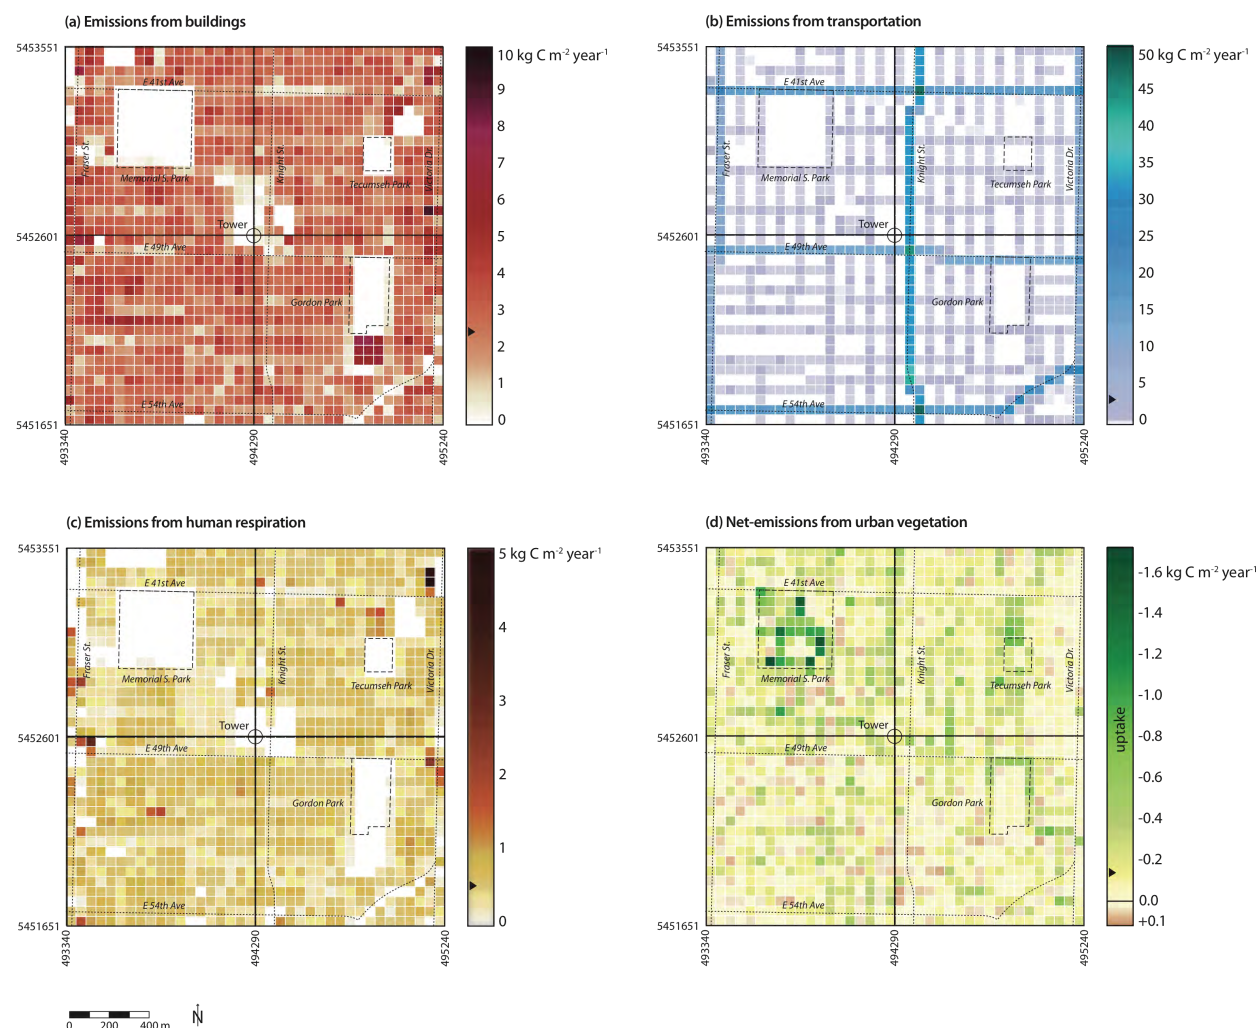 (a) Emissions from buildings
5453551
5452601
5451651
493340
494290
495240
E 41st Ave
Fraser St.
Memorial S. Park
Knight St.
Tecumseh Park
Victoria Dr.
Tower
E 49th Ave
Gordon Park
E 54th Ave
10 kg C m-2 year-1
9
8
7
6
5
4
3
2
1
0
(b) Emissions from transportation
5453551
5452601
5451651
493340
494290
495240
E 41st Ave
Fraser St.
Memorial S. Park
Knight St.
Tecumseh Park
Victoria Dr.
Tower
E 49th Ave
Gordon Park
E 54th Ave
50 kg C m-2 year-1
45
40
35
30
25
20
15
10
5
0
(c) Emissions from human respiration
5453551
5452601
5451651
493340
494290
495240
E 41st Ave
Fraser St.
Memorial S. Park
Knight St.
Tecumseh Park
Victoria Dr.
Tower
E 49th Ave
Gordon Park
E 54th Ave
5 kg C m-2 year-1
4
3
2
1
0
(d) Net-emissions from urban vegetation
5453551
5452601
5451651
493340
494290
495240
E 41st Ave
Fraser St.
Memorial S. Park
Knight St.
Tecumseh Park
Victoria Dr.
Tower
E 49th Ave
Gordon Park
E 54th Ave
-1.6 kg C m-2 year-1
-1.4
-1.2
-1.0
-0.8
-0.6
-0.4
-0.2
0.0
+0.1
uptake
0 200 400 m
N